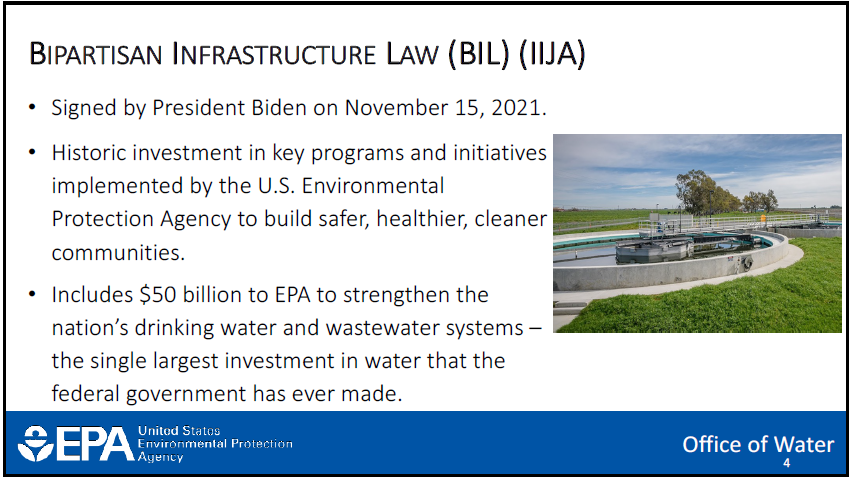 BIPARTISAN INFRASTRUCTURE LAW (BIL) (IIJA)
• Signed by President Biden on November 15, 2021.
• Historic investment in key programs and initiatives
implemented by the U.S. Environmental
Protection Agency to build safer, healthier, cleaner
communities.
• Includes $50 billion to EPA to strengthen the
nation’s drinking water and wastewater systems –
the single largest investment in water that the
federal government has ever made.
EPA
United States
Environmental Protection
Agency
Office of Water
4